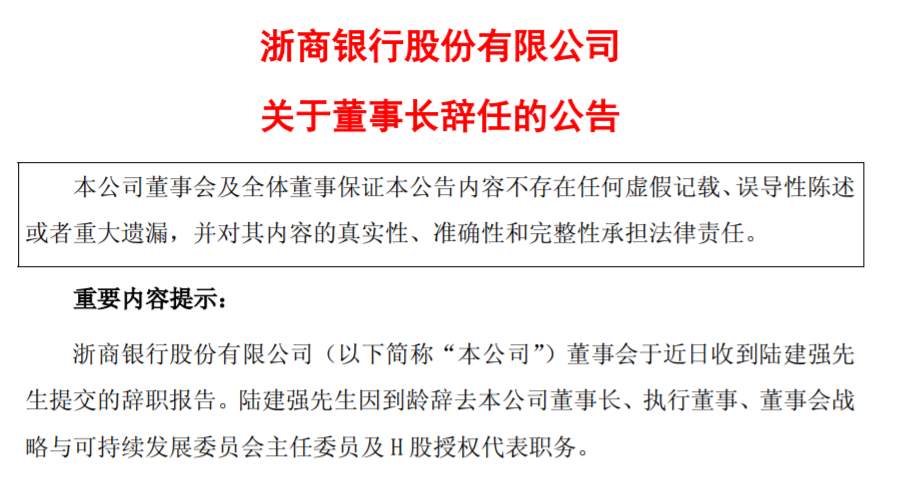 浙商银行股份有限公司
关于董事长辞任的公告
本公司董事会及全体董事保证本公告内容不存在任何虚假记载、误导性陈述
或者重大遗漏，并对其内容的真实性、准确性和完整性承担法律责任。
重要内容提示：
浙商银行股份有限公司（以下简称“本公司”）董事会于近日收到陆建强先
生提交的辞职报告。陆建强先生因到龄辞去本公司董事长、执行董事、董事会战
略与可持续发展委员会主任委员及 H 股授权代表职务。